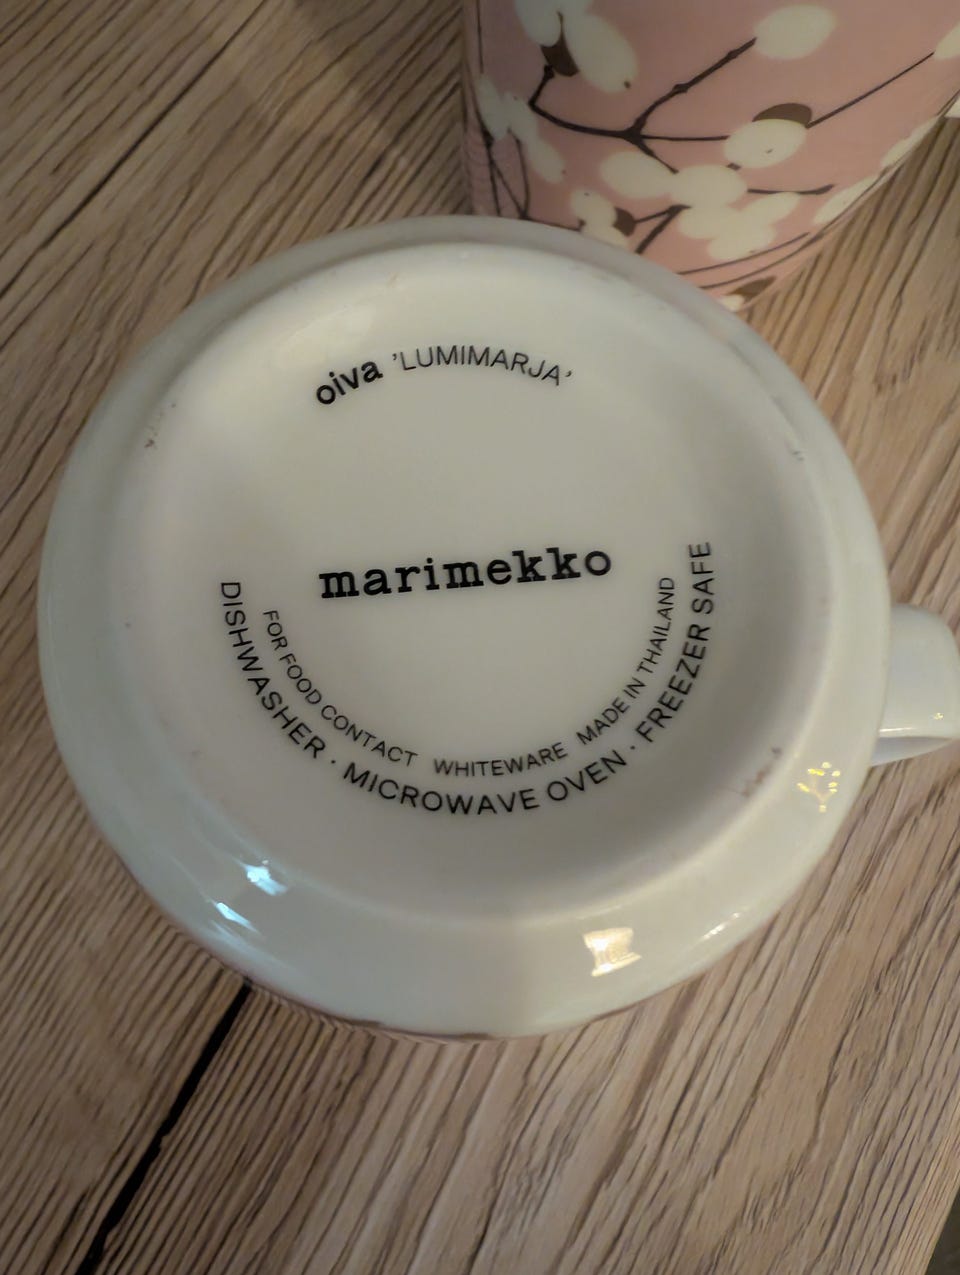 oiva 'LUMIMARJA'
marimekko
FOR FOOD CONTACT WHITEWARE MADE IN THAILAND
DISHWASHER · MICROWAVE OVEN · FREEZER SAFE